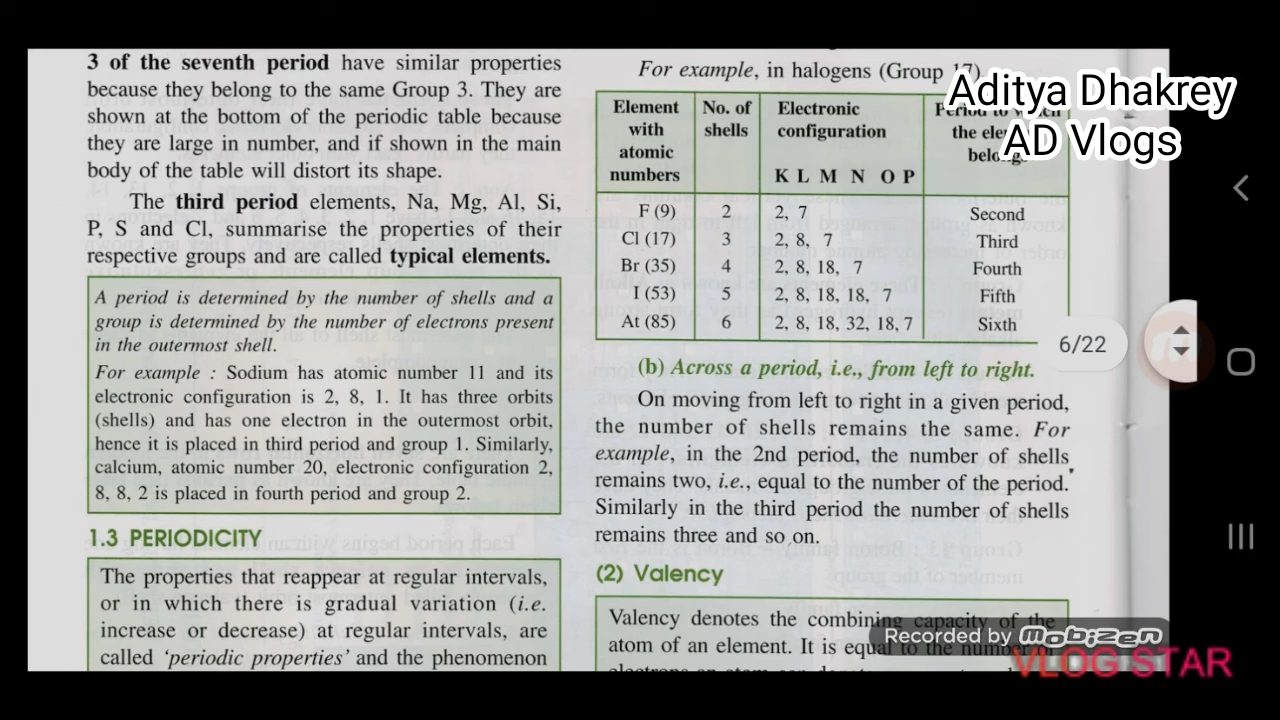 3 of the seventh period have similar properties
because they belong to the same Group 3. They are
shown at the bottom of the periodic table because
they are large in number, and if shown in the main
body of the table will distort its shape.
The third period elements, Na, Mg, Al, Si,
P, S and Cl, summarise the properties of their
respective groups and are called typical elements.
A period is determined by the number of shells and a
group is determined by the number of electrons present
in the outermost shell.
For example : Sodium has atomic number 11 and its
electronic configuration is 2, 8, 1. It has three orbits
(shells) and has one electron in the outermost orbit,
hence it is placed in third period and group 1. Similarly,
calcium, atomic number 20, electronic configuration 2,
8, 8, 2 is placed in fourth period and group 2.
1.3 PERIODICITY
The properties that reappear at regular intervals,
or in which there is gradual variation (i.e.
increase or decrease) at regular intervals, are
called 'periodic properties' and the phenomenon
For example, in halogens (Group 17)
Element with atomic numbers No. of shells Electronic configuration K L M N O P Period to which the belongs
F (9) 2 2, 7 Second
Cl (17) 3 2, 8, 7 Third
Br (35) 4 2, 8, 18, 7 Fourth
I (53) 5 2, 8, 18, 18, 7 Fifth
At (85) 6 2, 8, 18, 32, 18, 7 Sixth
(b) Across a period, i.e., from left to right.
On moving from left to right in a given period,
the number of shells remains the same. For
example, in the 2nd period, the number of shells
remains two, i.e., equal to the number of the period.
Similarly in the third period the number of shells
remains three and so on.
(2) Valency
Valency denotes the combining capacity of the
atom of an element. It is equal to the number
Aditya Dhakrey
AD Vlogs
6/22
Recorded by Mobizen
VLOG STAR